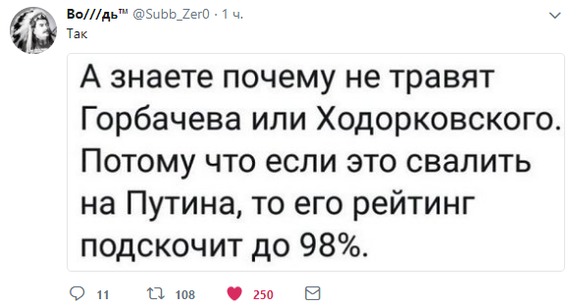 Во///дь™ @Subb_Zer0 · 1 ч.
Так
А знаете почему не травят
Горбачева или Ходорковского.
Потому что если это свалить
на Путина, то его рейтинг
подскочит до 98%.
11 108 250